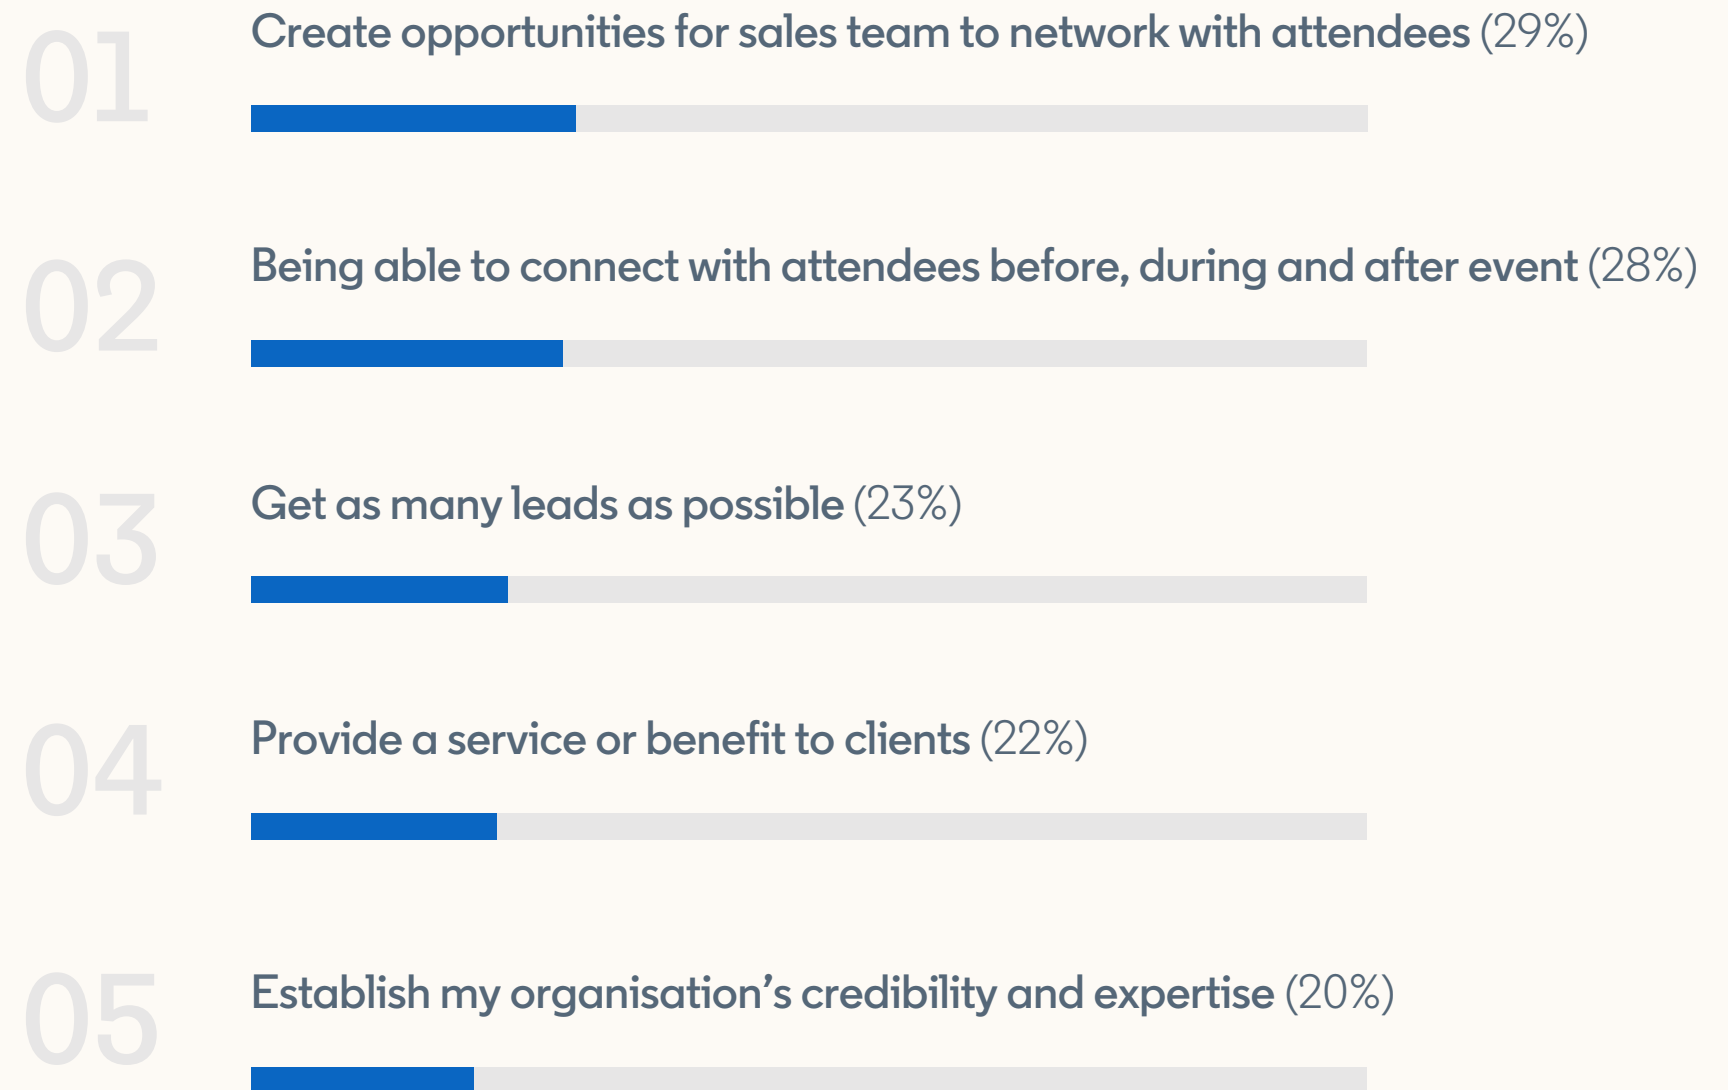 01
Create opportunities for sales team to network with attendees (29%)
02
Being able to connect with attendees before, during and after event (28%)
03
Get as many leads as possible (23%)
04
Provide a service or benefit to clients (22%)
05
Establish my organisation’s credibility and expertise (20%)